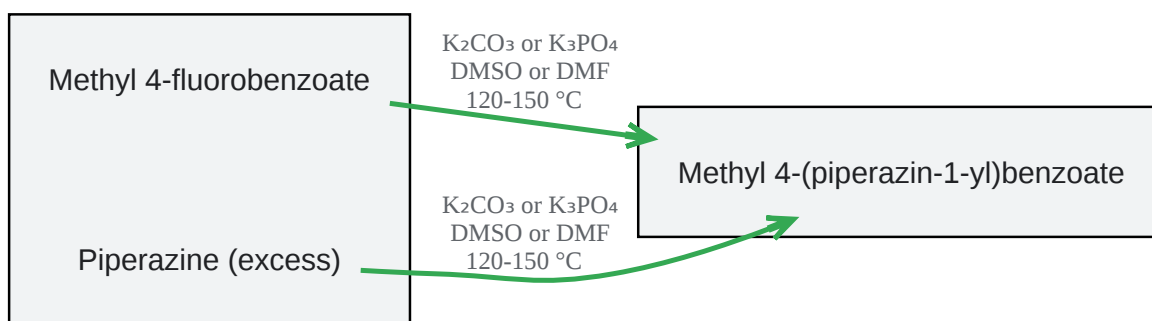 Methyl 4-fluorobenzoate
K₂CO₃ or K₃PO₄
DMSO or DMF
120-150 °C
Methyl 4-(piperazin-1-yl)benzoate
K₂CO₃ or K₃PO₄
DMSO or DMF
120-150 °C
Piperazine (excess)